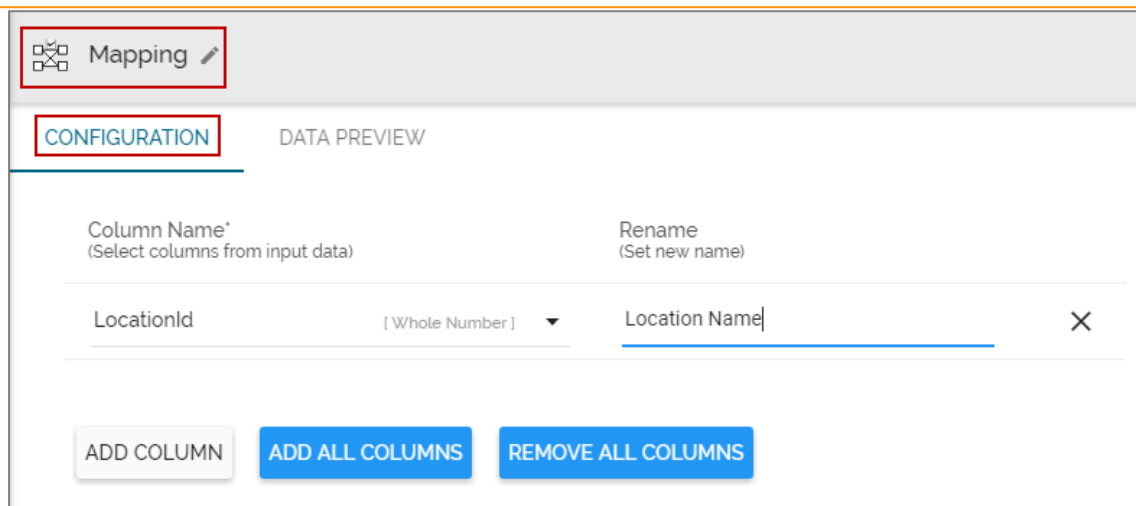 Mapping
CONFIGURATION DATA PREVIEW
Column Name* Rename
(Select columns from input data) (Set new name)
LocationId [ Whole Number ] Location Name
ADD COLUMN ADD ALL COLUMNS REMOVE ALL COLUMNS